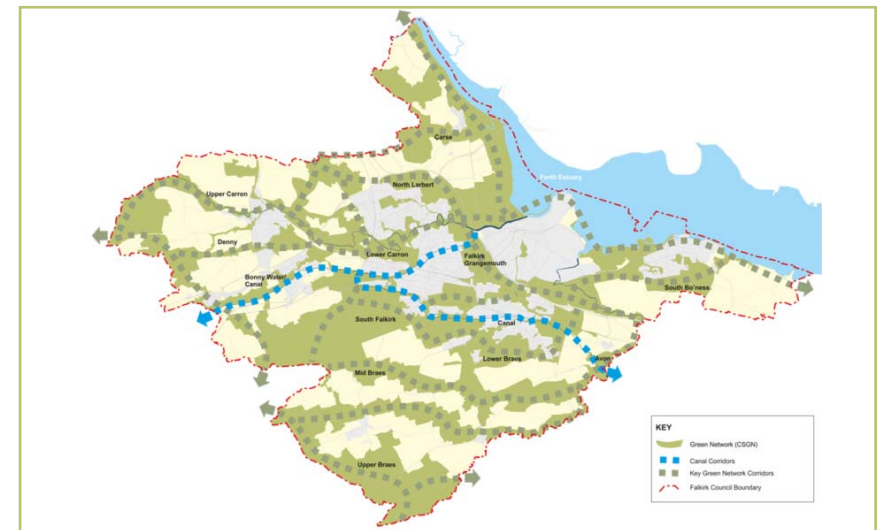 Carse
Forth Estuary
North Larbert
Upper Carron
Denny
Lower Carron
Falkirk
Grangemouth
Bonny Water/
Canal
South Bo'ness
South Falkirk
Canal
Lower Braes
Avon
Mid Braes
Upper Braes
KEY
Green Network (CSGN)
Canal Corridors
Key Green Network Corridors
Falkirk Council Boundary